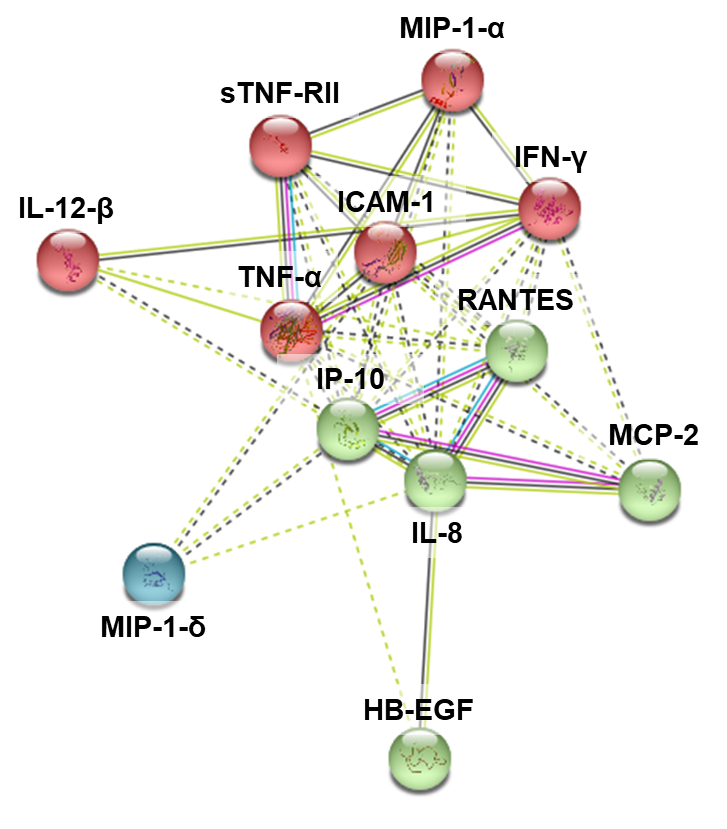 MIP-1-α
sTNF-RII
IFN-γ
ICAM-1
IL-12-β
TNF-α
RANTES
IP-10
MCP-2
IL-8
MIP-1-δ
HB-EGF